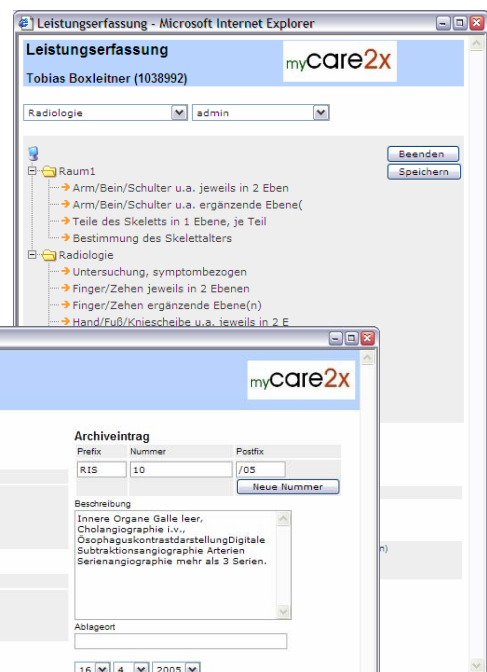 Leistungserfassung - Microsoft Internet Explorer
Leistungserfassung
mycare2x
Tobias Boxleitner (1038992)
Radiologie
admin
Beenden
Speichern
Raum1
Arm/Bein/Schulter u.a. jeweils in 2 Eben
Arm/Bein/Schulter u.a. ergänzende Ebene(
Teile des Skeletts in 1 Ebene, je Teil
Bestimmung des Skelettalters
Radiologie
Untersuchung, symptombezogen
Finger/Zehen jeweils in 2 Ebenen
Finger/Zehen ergänzende Ebene(n)
Hand/Fuß/Kniescheibe u.a. jeweils in 2 E
mycare2x
Archiveintrag
Prefix Nummer Postfix
RIS 10 /05
Neue Nummer
Beschreibung
Innere Organe Galle leer,
Cholangiographie i.v.,
ÖsophaguskontrastdarstellungDigitale
Subtraktionsangiographie Arterien
Serienangiographie mehr als 3 Serien.
n)
Ablageort
16 4 2005